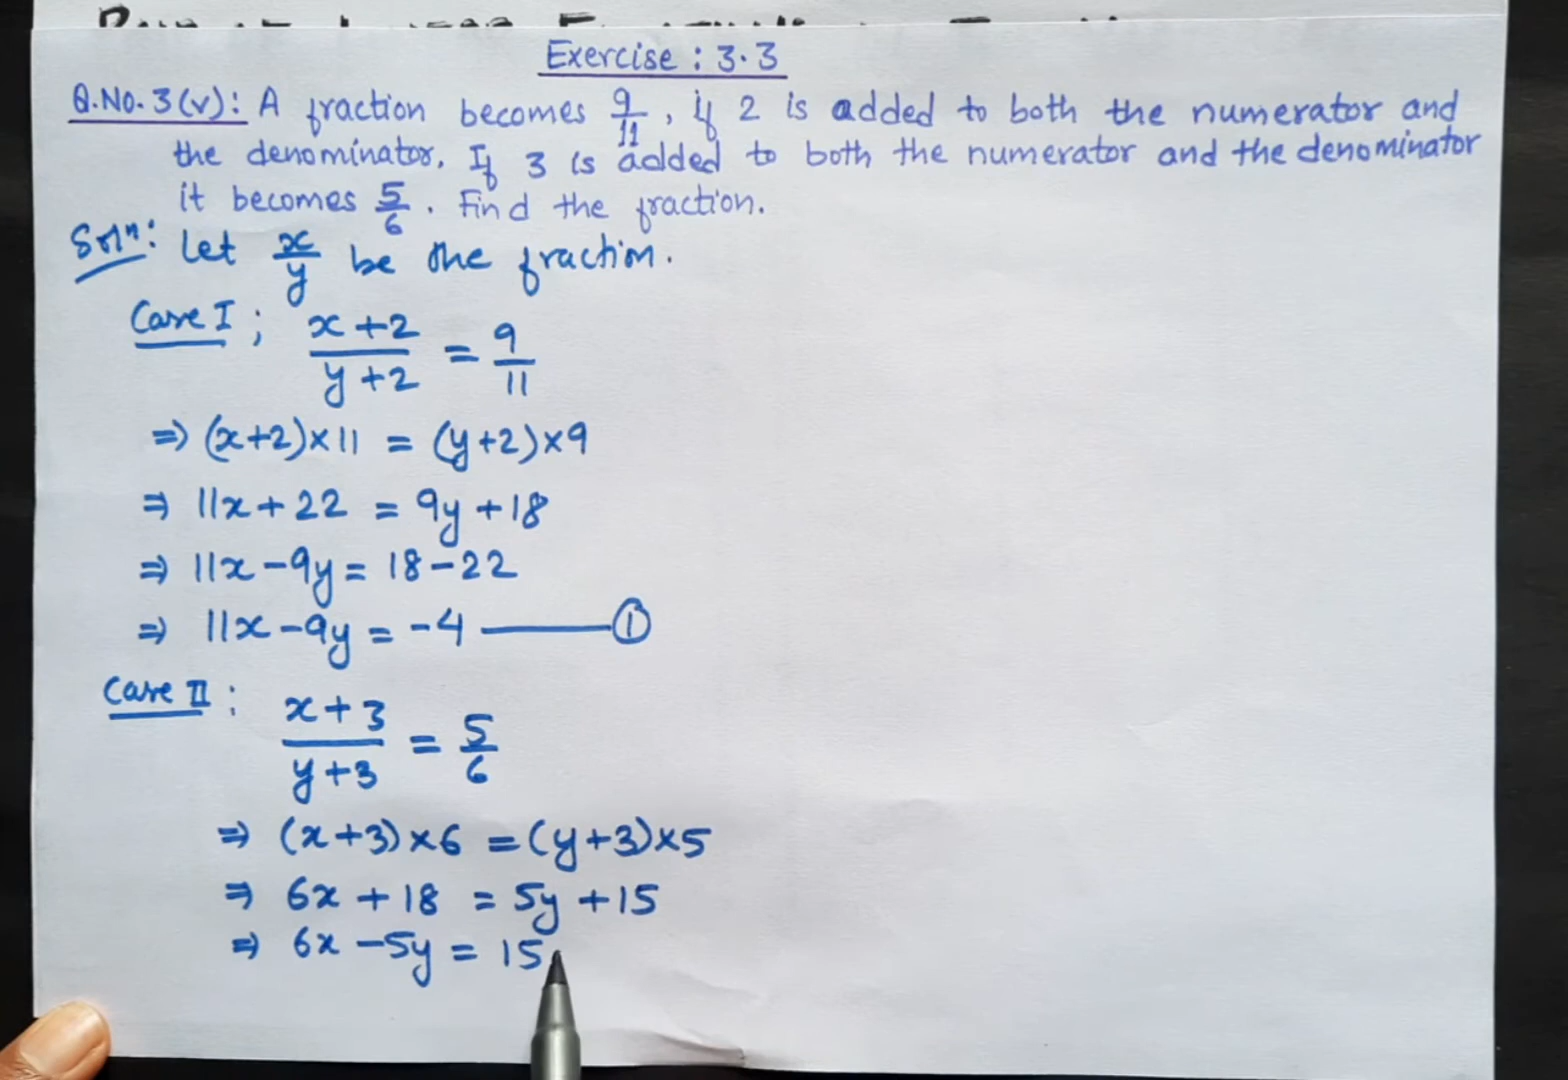 Exercise : 3.3
Q.No. 3(v): A fraction becomes 9/11, if 2 is added to both the numerator and
the denominator. If 3 is added to both the numerator and the denominator
it becomes 5/6. Find the fraction.
Solⁿ: Let x/y be the fraction.
Case I ; (x+2)/(y+2) = 9/11
⇒ (x+2)×11 = (y+2)×9
⇒ 11x+22 = 9y+18
⇒ 11x-9y = 18-22
⇒ 11x-9y = -4 ——— ①
Case II : (x+3)/(y+3) = 5/6
⇒ (x+3)×6 = (y+3)×5
⇒ 6x+18 = 5y+15
⇒ 6x-5y = 15